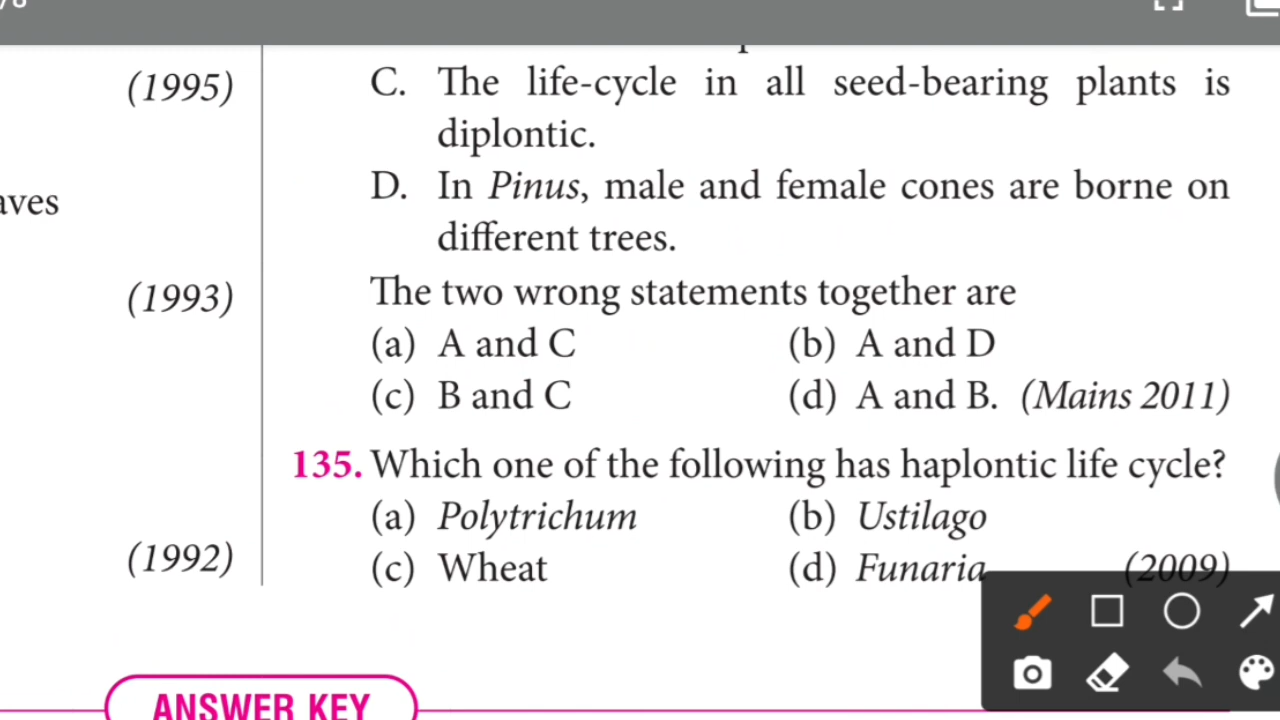 (1995)
aves
(1993)
(1992)
C. The life-cycle in all seed-bearing plants is
diplontic.
D. In Pinus, male and female cones are borne on
different trees.
The two wrong statements together are
(a) A and C (b) A and D
(c) B and C (d) A and B. (Mains 2011)
135. Which one of the following has haplontic life cycle?
(a) Polytrichum (b) Ustilago
(c) Wheat (d) Funaria (2009)
ANSWER KEY